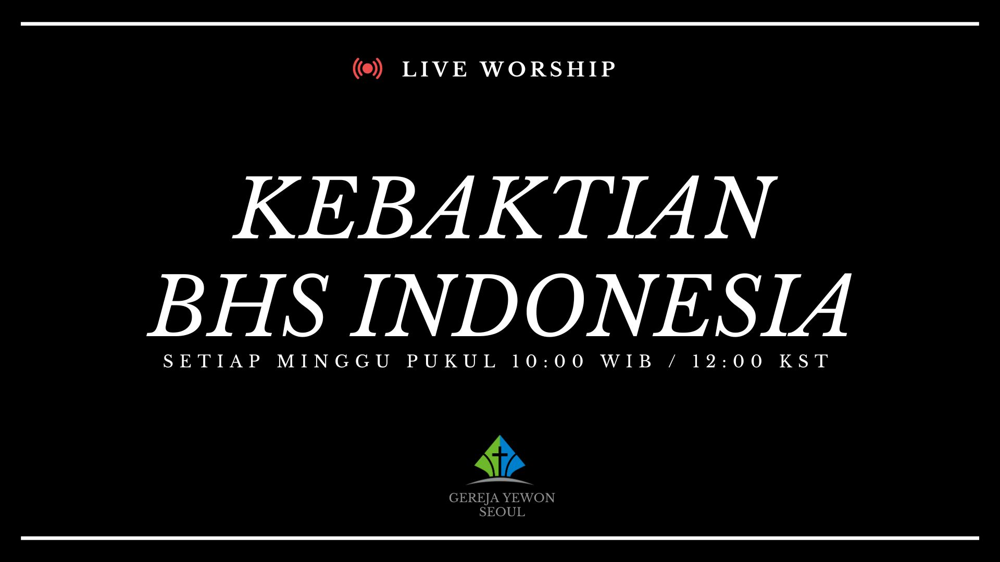 LIVE WORSHIP
KEBAKTIAN
BHS INDONESIA
SETIAP MINGGU PUKUL 10:00 WIB / 12:00 KST
GEREJA YEWON
SEOUL